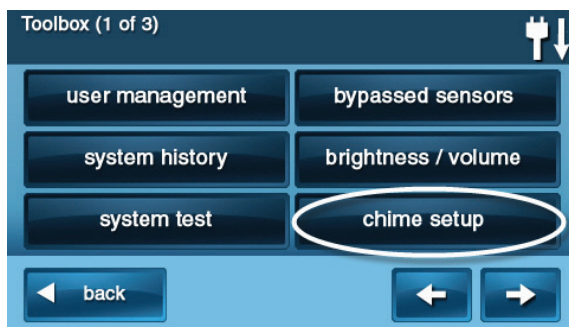 Toolbox (1 of 3)
user management
bypassed sensors
system history
brightness / volume
system test
chime setup
back